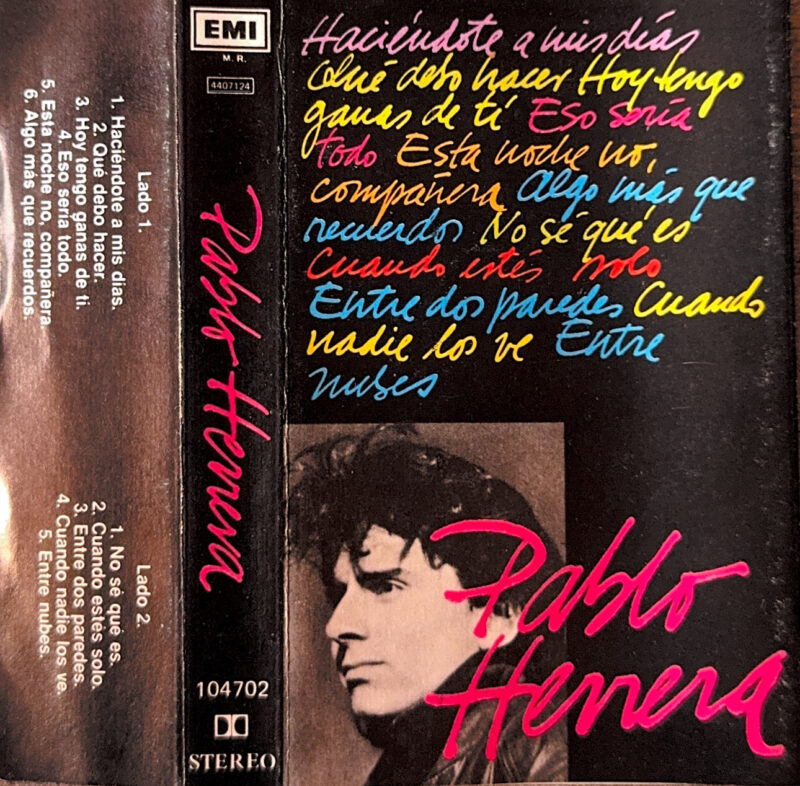 Lado 1.
1. Haciéndote a mis días.
2. Qué debo hacer.
3. Hoy tengo ganas de ti.
4. Eso sería todo.
5. Esta noche no, compañera
6. Algo más que recuerdos.
Lado 2.
1. No sé qué es.
2. Cuando estés solo.
3. Entre dos paredes.
4. Cuando nadie los ve.
5. Entre nubes.
EMI
M. R.
4407124
Pablo Herrera
104702
STEREO
Haciéndote a mis días
Qué debo hacer Hoy tengo
ganas de ti Eso sería
todo Esta noche no,
compañera Algo más que
recuerdos No sé qué es
Cuando estés solo
Entre dos paredes Cuando
nadie los ve Entre
nubes
Pablo
Herrera